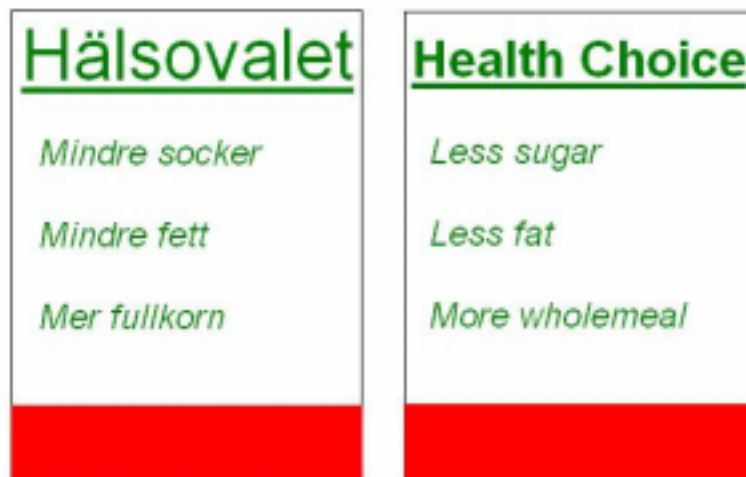 Hälsovalet
Mindre socker
Mindre fett
Mer fullkorn
Health Choice
Less sugar
Less fat
More wholemeal